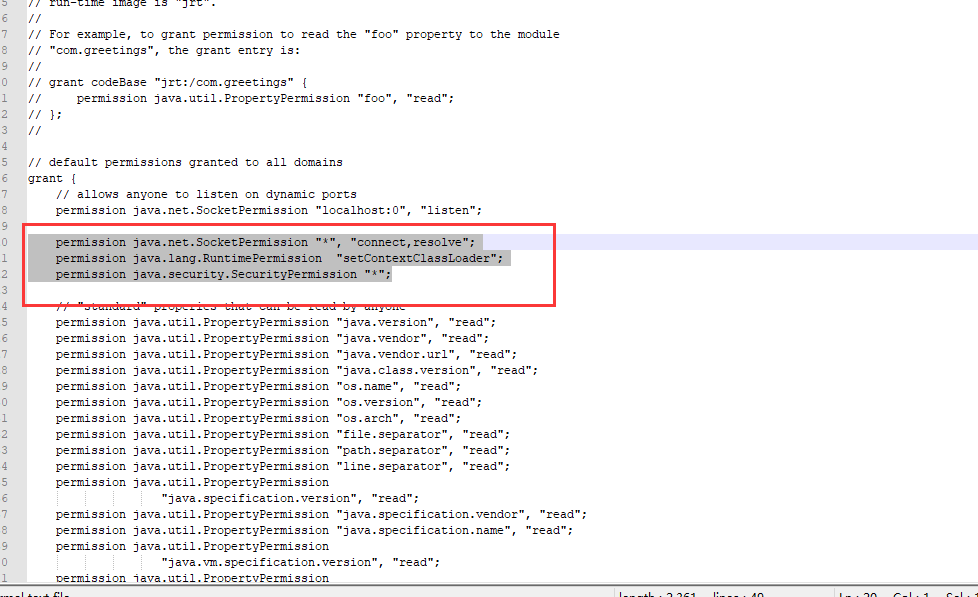 5 // run-time image is "jrt".
6 //
7 // For example, to grant permission to read the "foo" property to the module
8 // "com.greetings", the grant entry is:
9 //
0 // grant codeBase "jrt:/com.greetings" {
1 //     permission java.util.PropertyPermission "foo", "read";
2 // };
3 //
4
5 // default permissions granted to all domains
6 grant {
7     // allows anyone to listen on dynamic ports
8     permission java.net.SocketPermission "localhost:0", "listen";
9
0     permission java.net.SocketPermission "*", "connect,resolve";
1     permission java.lang.RuntimePermission  "setContextClassLoader";
2     permission java.security.SecurityPermission "*";
3
4     // "standard" properies that can be read by anyone
5     permission java.util.PropertyPermission "java.version", "read";
6     permission java.util.PropertyPermission "java.vendor", "read";
7     permission java.util.PropertyPermission "java.vendor.url", "read";
8     permission java.util.PropertyPermission "java.class.version", "read";
9     permission java.util.PropertyPermission "os.name", "read";
0     permission java.util.PropertyPermission "os.version", "read";
1     permission java.util.PropertyPermission "os.arch", "read";
2     permission java.util.PropertyPermission "file.separator", "read";
3     permission java.util.PropertyPermission "path.separator", "read";
4     permission java.util.PropertyPermission "line.separator", "read";
5     permission java.util.PropertyPermission
6                    "java.specification.version", "read";
7     permission java.util.PropertyPermission "java.specification.vendor", "read";
8     permission java.util.PropertyPermission "java.specification.name", "read";
9     permission java.util.PropertyPermission
0                    "java.vm.specification.version", "read";
1     permission java.util.PropertyPermission
text file length : 2,361 lines : 49 Ln : 30 Col : 1 Sel :